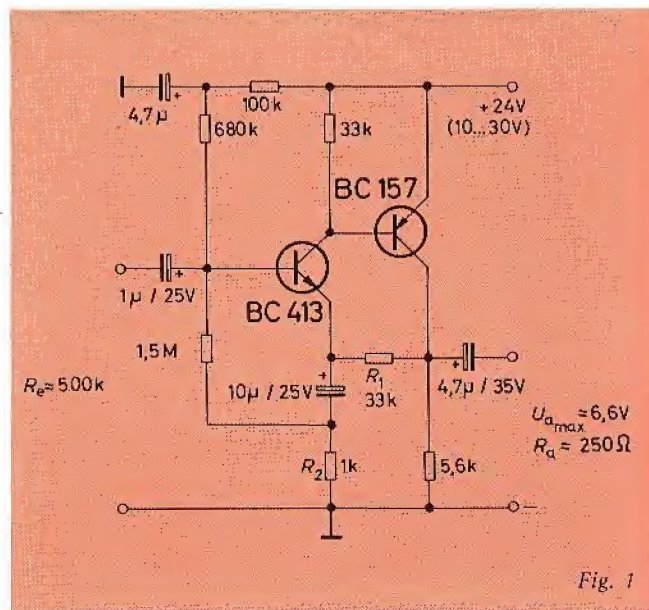 4,7µ
+
100k
680k
33k
+24V
(10...30V)
BC 157
+
1µ / 25V
BC 413
1,5M
+
10µ / 25V
R₁
33k
+
4,7µ / 35V
Rₑ≈500k
Uₐₘₐₓ ≈6,6V
Rₐ ≈ 250Ω
R₂
1k
5,6k
–
Fig. 1